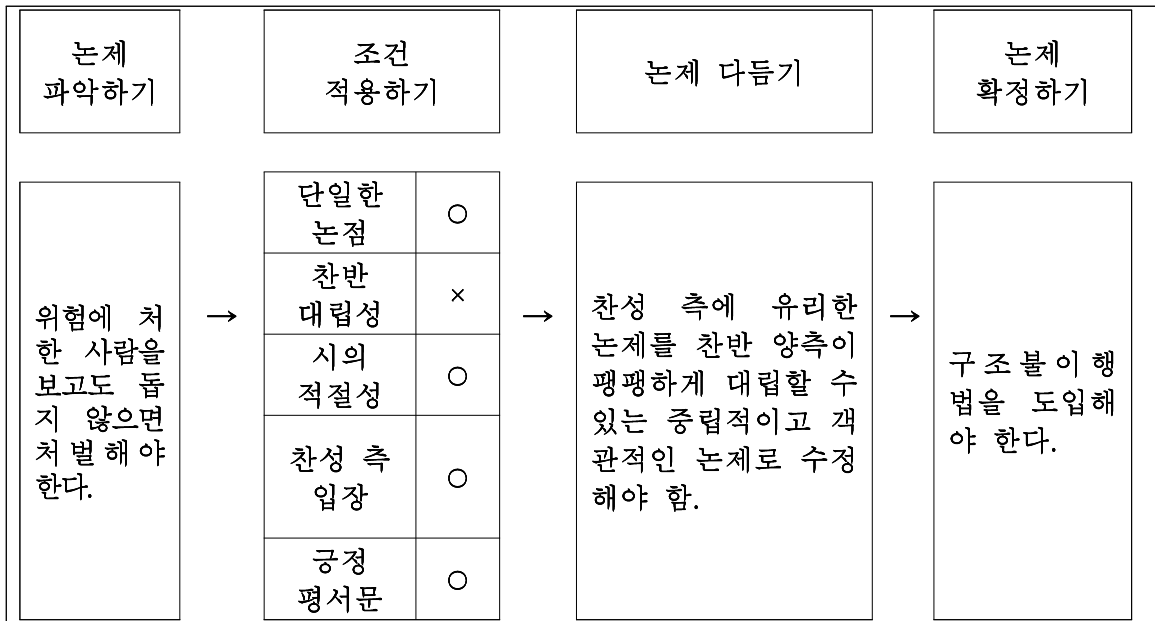 논제
파악하기
조건
적용하기
논제 다듬기
논제
확정하기
위험에 처
한 사람을
보고도 돕
지 않으면
처벌해야
한다.
→
단일한
논점
○
찬반
대립성
×
시의
적절성
○
찬성 측
입장
○
긍정
평서문
○
→
찬성 측에 유리한
논제를 찬반 양측이
팽팽하게 대립할 수
있는 중립적이고 객
관적인 논제로 수정
해야 함.
→
구조불이행
법을 도입해
야 한다.